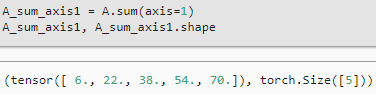 A_sum_axis1 = A.sum(axis=1)
A_sum_axis1, A_sum_axis1.shape
(tensor([ 6., 22., 38., 54., 70.]), torch.Size([5]))